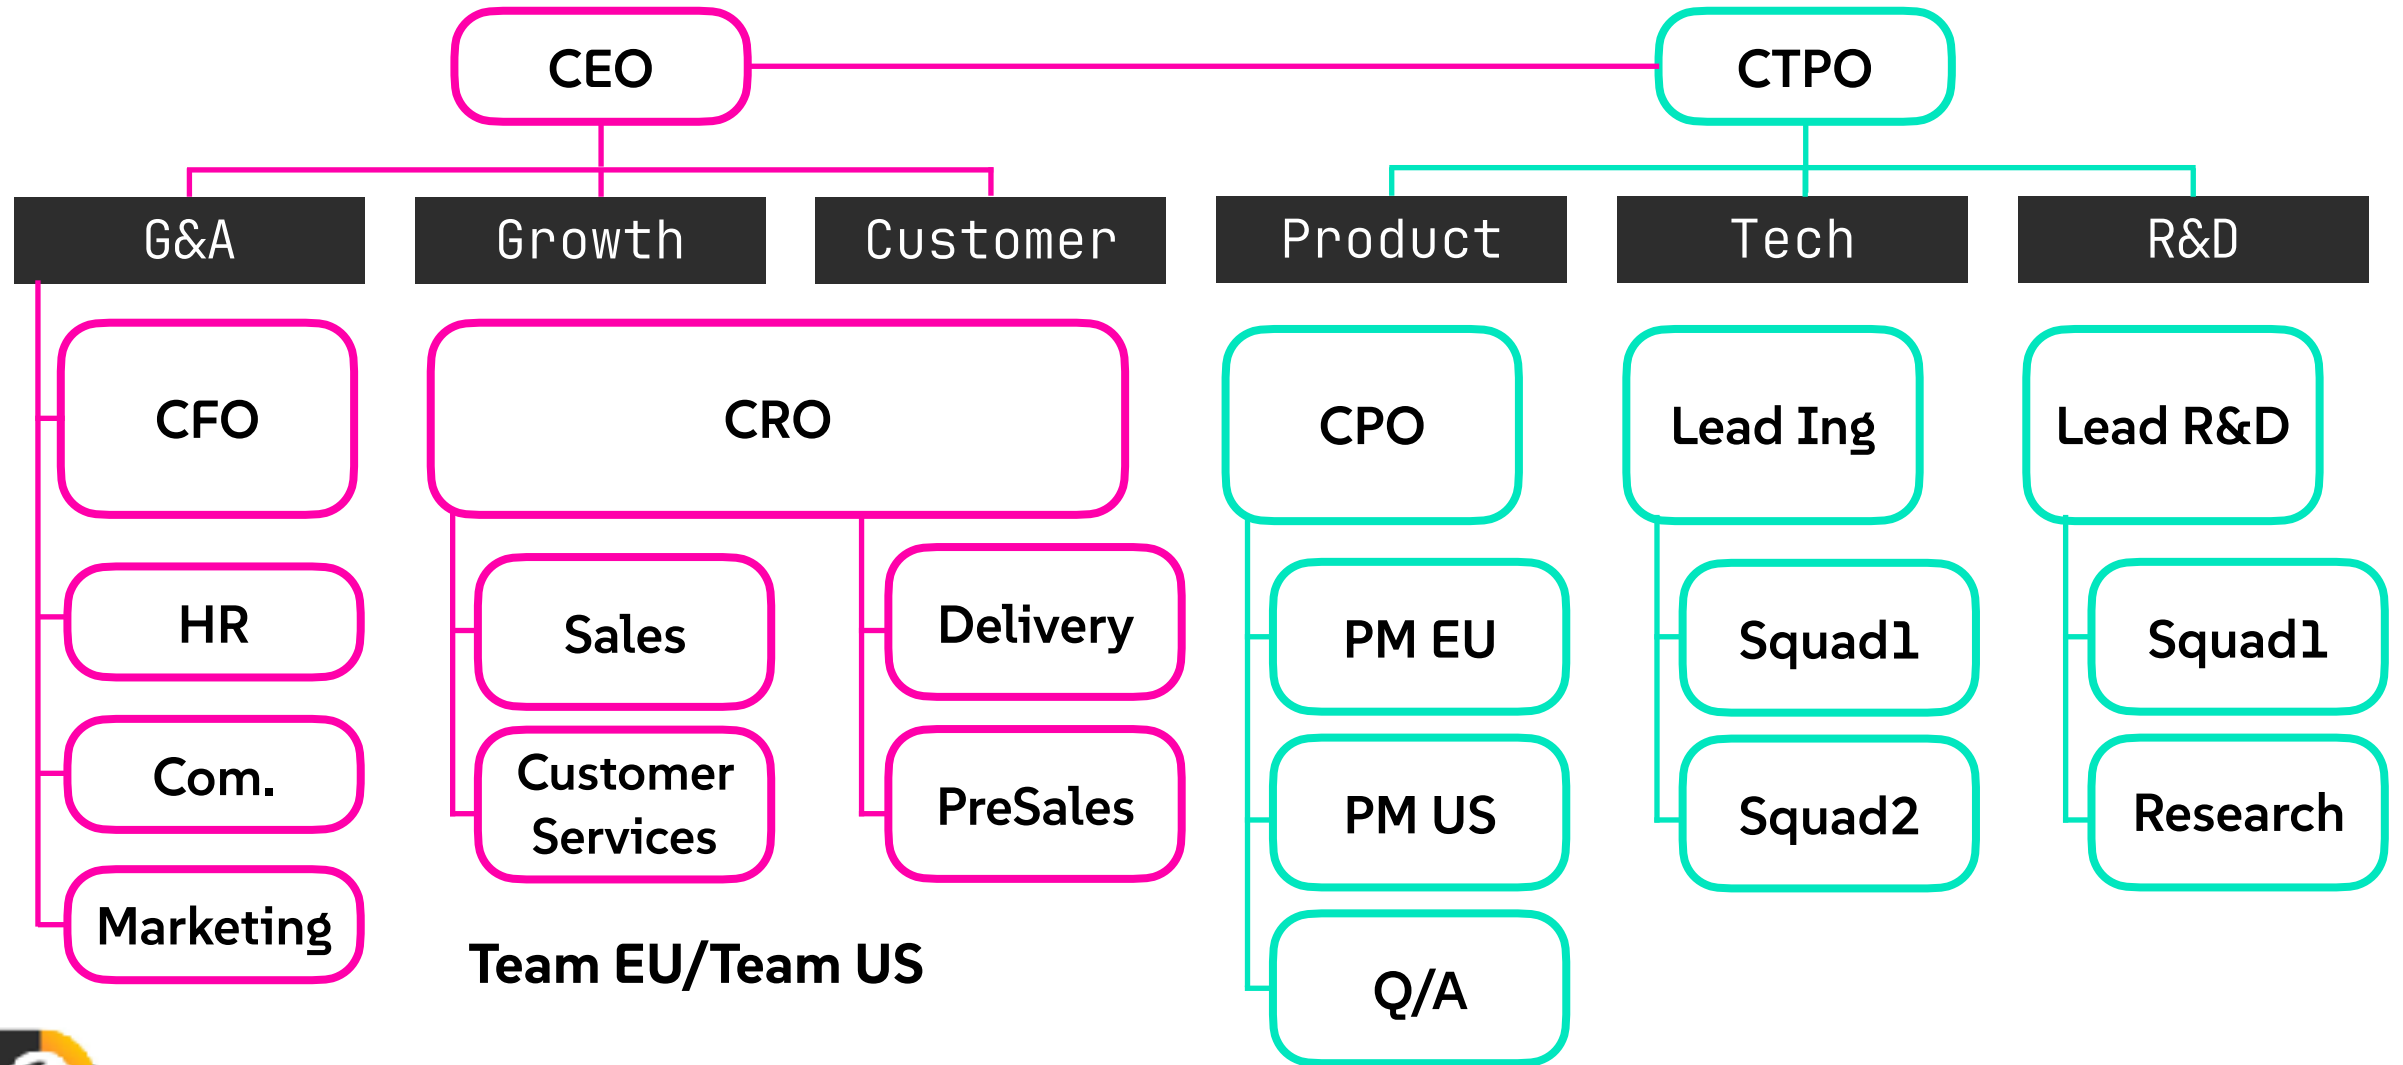 CEO
CTPO
G&A
Growth
Customer
Product
Tech
R&D
CFO
CRO
CPO
Lead Ing
Lead R&D
HR
Com.
Marketing
Sales
Customer
Services
Delivery
PreSales
PM EU
PM US
Q/A
Squad1
Squad2
Squad1
Research
Team EU/Team US